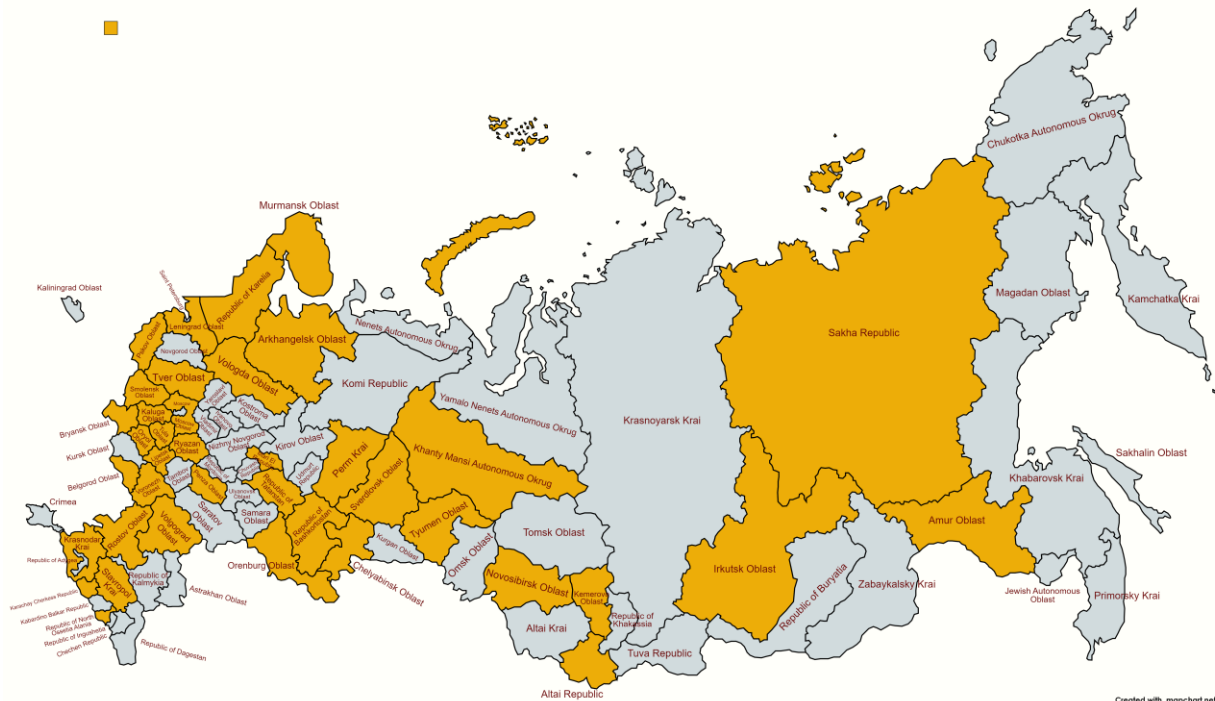 Chukotka Autonomous Okrug
Murmansk Oblast
Kaliningrad Oblast
Saint Petersburg
Republic of Karelia
Magadan Oblast
Kamchatka Krai
Leningrad Oblast
Pskov Oblast
Nenets Autonomous Okrug
Sakha Republic
Arkhangelsk Oblast
Novgorod Oblast
Vologda Oblast
Tver Oblast
Komi Republic
Smolensk
Oblast
Yaroslavl
Oblast
Kostroma
Oblast
Yamalo Nenets Autonomous Okrug
Krasnoyarsk Krai
Kaluga
Oblast
Bryansk Oblast
Ryazan
Oblast
Nizhny Novgorod
Oblast
Kirov Oblast
Kursk Oblast
Perm Krai
Khanty Mansi Autonomous
Okrug
Sakhalin Oblast
Khabarovsk Krai
Belgorod Oblast
Voronezh
Oblast
Tambov
Oblast
Penza Oblast
Republic of
Tatarstan
Udmurt
Republic
Sverdlovsk Oblast
Ulyanovsk
Oblast
Crimea
Samara
Oblast
Saratov
Oblast
Republic of
Bashkortostan
Tyumen Oblast
Tomsk Oblast
Amur Oblast
Rostov Oblast
Volgograd
Oblast
Krasnodar
Krai
Kurgan Oblast
Omsk Oblast
Republic of Adygea
Orenburg Oblast
Chelyabinsk Oblast
Irkutsk Oblast
Republic of Buryatia
Zabaykalsky Krai
Stavropol
Krai
Republic of
Kalmykia
Astrakhan Oblast
Novosibirsk Oblast
Kemerovo
Oblast
Jewish Autonomous
Oblast
Primorsky Krai
Karachay Cherkess Republic
Kabardino Balkar Republic
Republic of North
Ossetia Alania
Republic of Ingushetia
Chechen Republic
Republic of Dagestan
Altai Krai
Republic of
Khakassia
Tuva Republic
Altai Republic
Created with mapchart.net